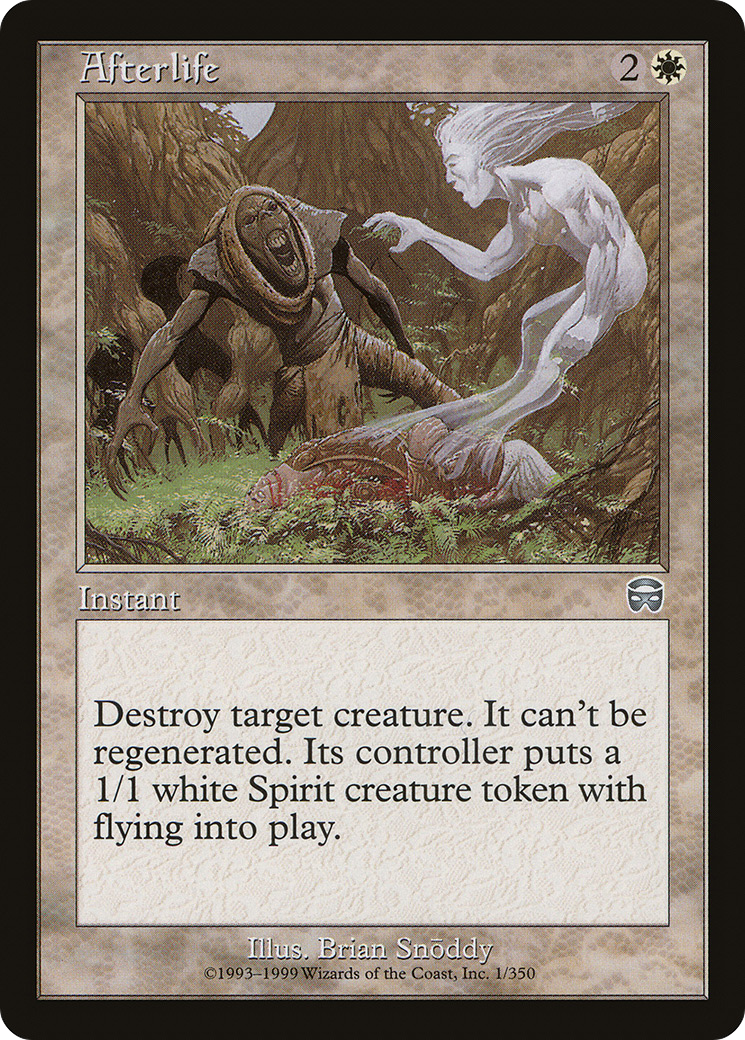 Afterlife 2
Instant
Destroy target creature. It can't be
regenerated. Its controller puts a
1/1 white Spirit creature token with
flying into play.
Illus. Brian Snōddy
©1993–1999 Wizards of the Coast, Inc. 1/350